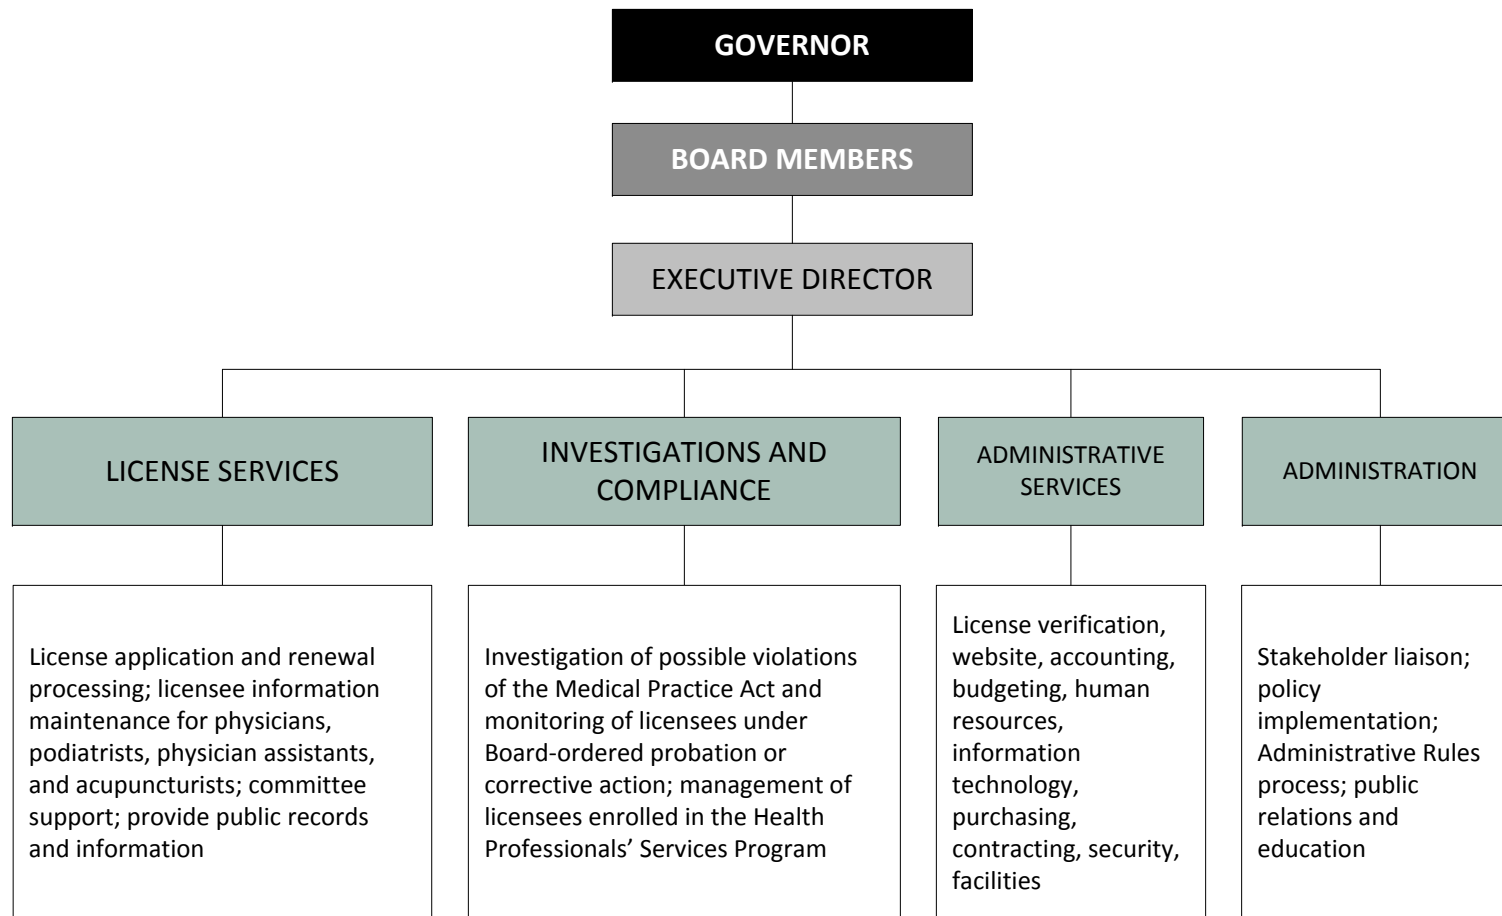 GOVERNOR
BOARD MEMBERS
EXECUTIVE DIRECTOR
LICENSE SERVICES
INVESTIGATIONS AND
COMPLIANCE
ADMINISTRATIVE
SERVICES
ADMINISTRATION
License application and renewal
processing; licensee information
maintenance for physicians,
podiatrists, physician assistants,
and acupuncturists; committee
support; provide public records
and information
Investigation of possible violations
of the Medical Practice Act and
monitoring of licensees under
Board-ordered probation or
corrective action; management of
licensees enrolled in the Health
Professionals’ Services Program
License verification,
website, accounting,
budgeting, human
resources,
information
technology,
purchasing,
contracting, security,
facilities
Stakeholder liaison;
policy
implementation;
Administrative Rules
process; public
relations and
education